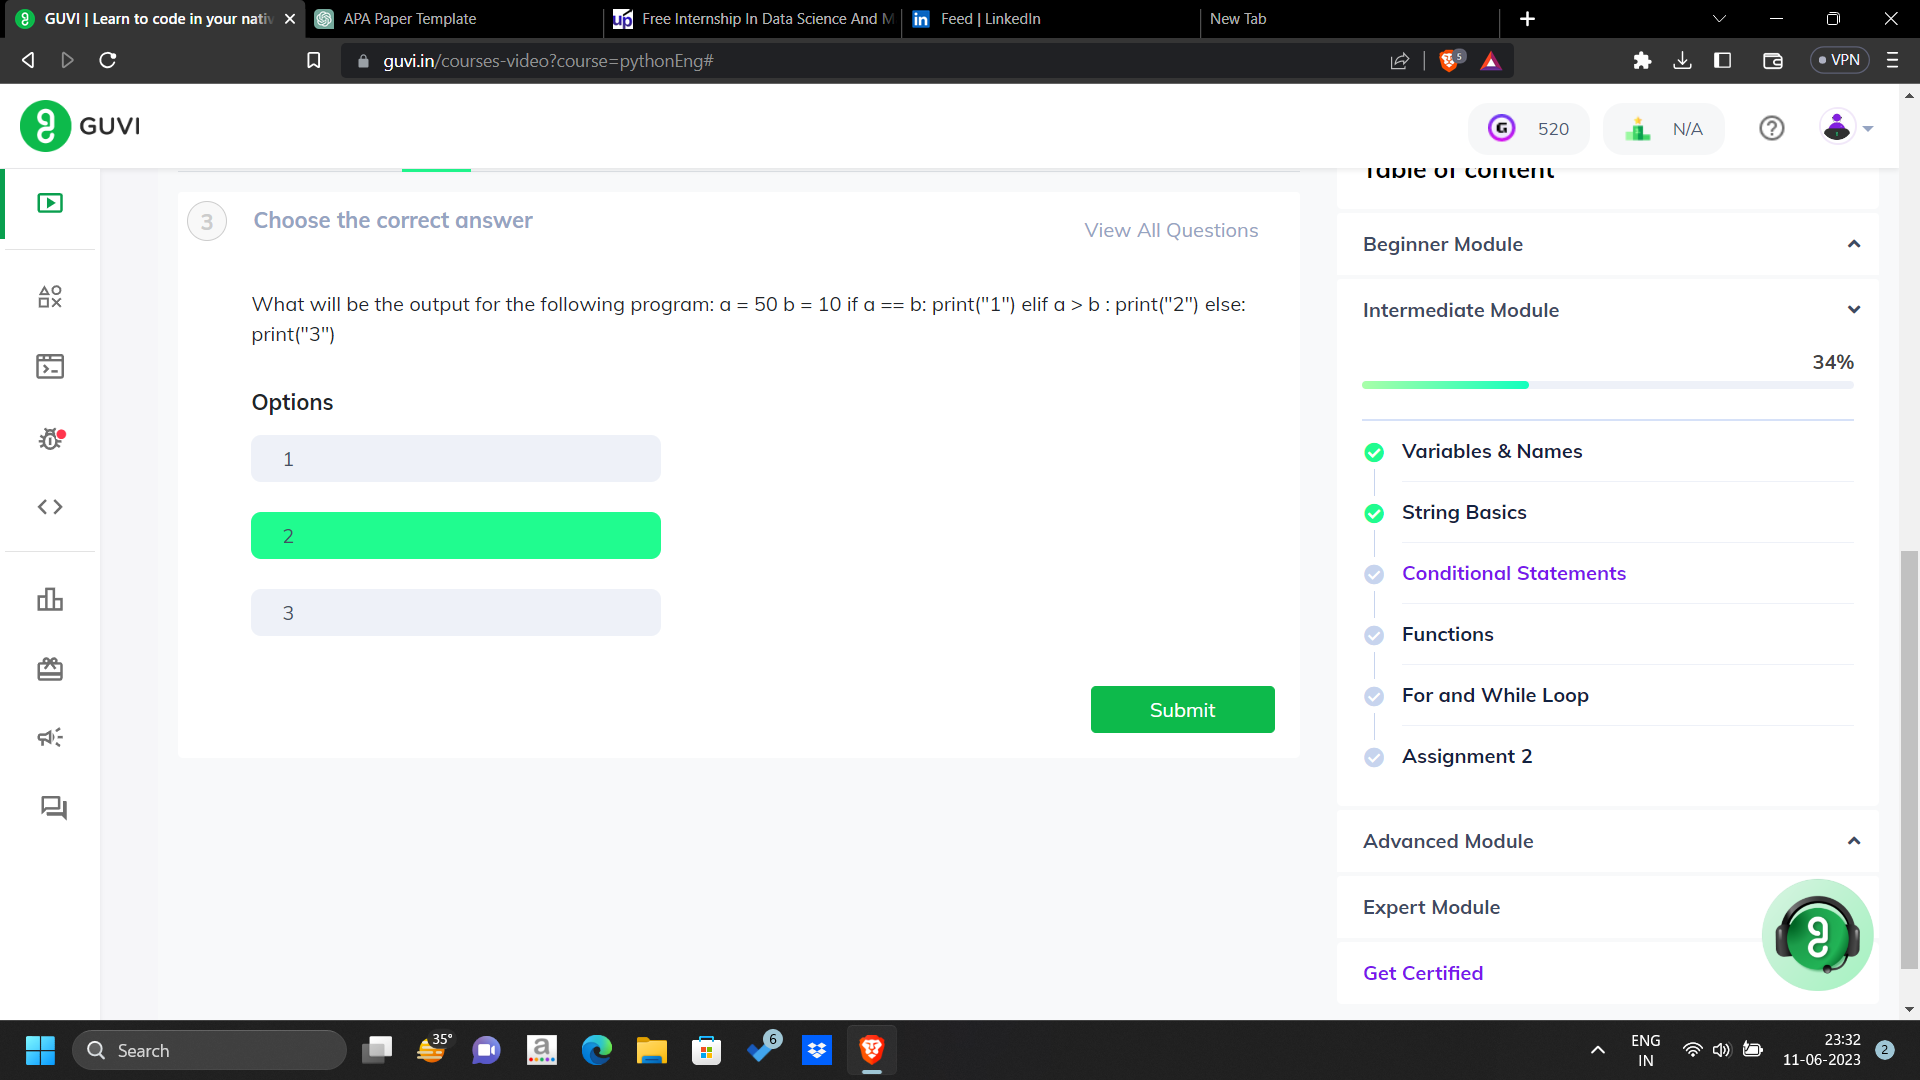 GUVI | Learn to code in your nativ
APA Paper Template
Free Internship In Data Science And M
Feed | LinkedIn
New Tab
guvi.in/courses-video?course=pythonEng#
5
VPN
GUVI
520
N/A
Table of content
3
Choose the correct answer
View All Questions
What will be the output for the following program: a = 50 b = 10 if a == b: print("1") elif a > b : print("2") else:
print("3")
Options
1
2
3
Submit
Beginner Module
Intermediate Module
34%
Variables & Names
String Basics
Conditional Statements
Functions
For and While Loop
Assignment 2
Advanced Module
Expert Module
Get Certified
Search
35°
a
6
ENG
IN
23:32
11-06-2023
2